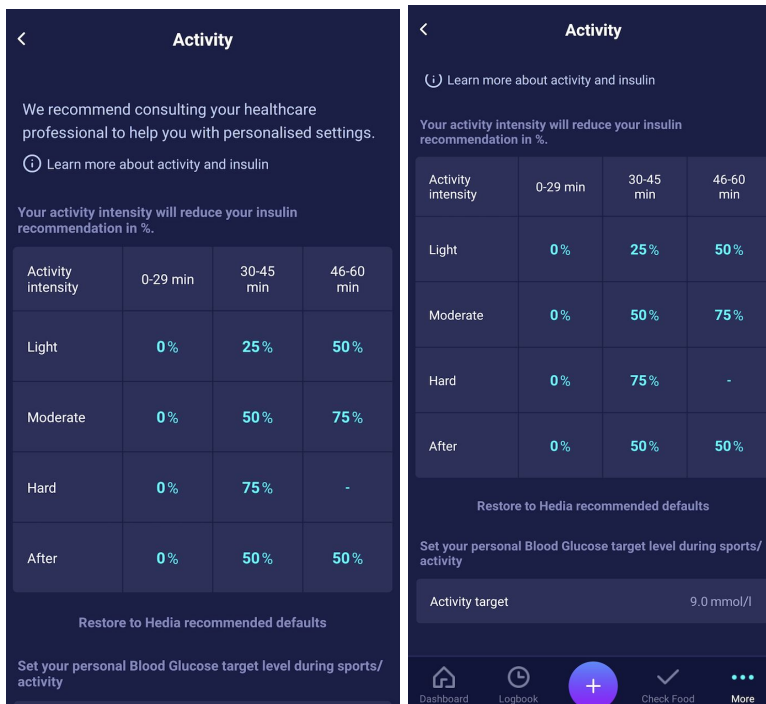 Activity
We recommend consulting your healthcare
professional to help you with personalised settings.
Learn more about activity and insulin
Your activity intensity will reduce your insulin
recommendation in %.
Activity intensity 0-29 min 30-45 min 46-60 min
Light 0% 25% 50%
Moderate 0% 50% 75%
Hard 0% 75% -
After 0% 50% 50%
Restore to Hedia recommended defaults
Set your personal Blood Glucose target level during sports/
activity
Activity
Learn more about activity and insulin
Your activity intensity will reduce your insulin
recommendation in %.
Activity intensity 0-29 min 30-45 min 46-60 min
Light 0% 25% 50%
Moderate 0% 50% 75%
Hard 0% 75% -
After 0% 50% 50%
Restore to Hedia recommended defaults
Set your personal Blood Glucose target level during sports/
activity
Activity target 9.0 mmol/l
Dashboard Logbook + Check Food More